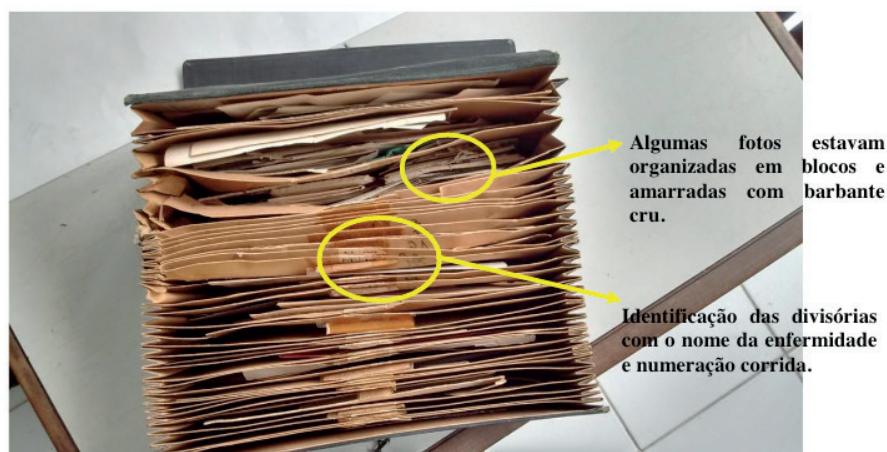 Algumas fotos estavam
organizadas em blocos e
amarradas com barbante
cru.
Identificação das divisórias
com o nome da enfermidade
e numeração corrida.